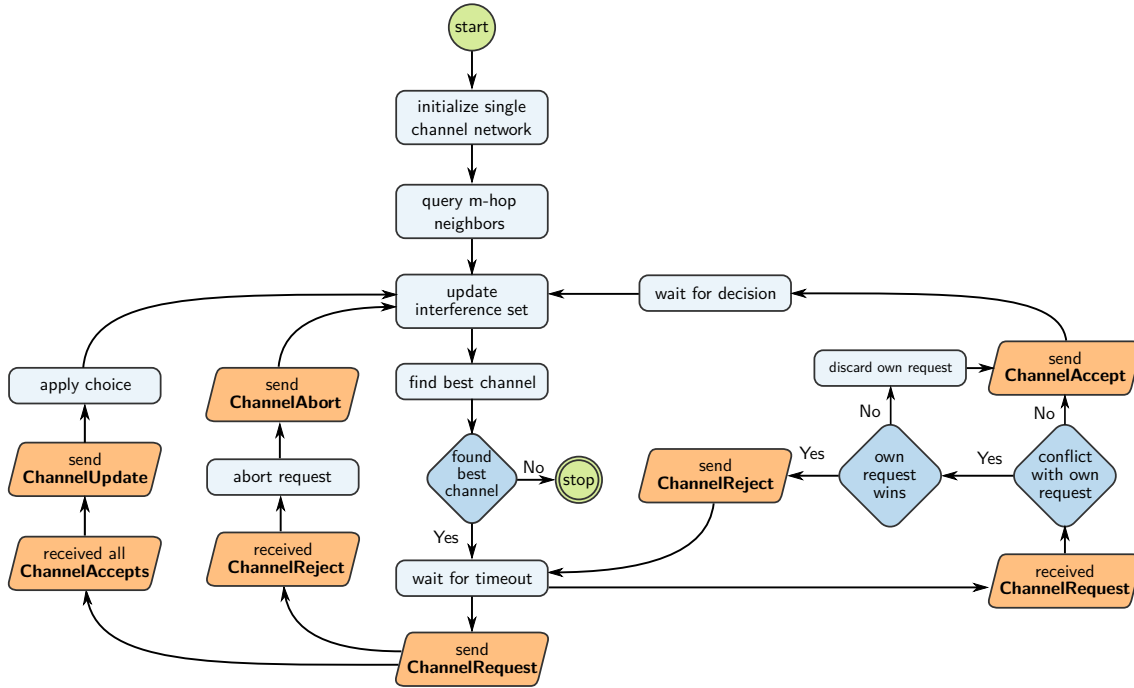 start
initialize single
channel network
query m-hop
neighbors
update
interference set
wait for decision
find best channel
apply choice
send
ChannelAbort
discard own request
send
ChannelAccept
No
No
found
best
channel
No
stop
send
ChannelUpdate
abort request
send
ChannelReject
Yes
own
request
wins
Yes
conflict
with own
request
Yes
received all
ChannelAccepts
received
ChannelReject
wait for timeout
received
ChannelRequest
send
ChannelRequest